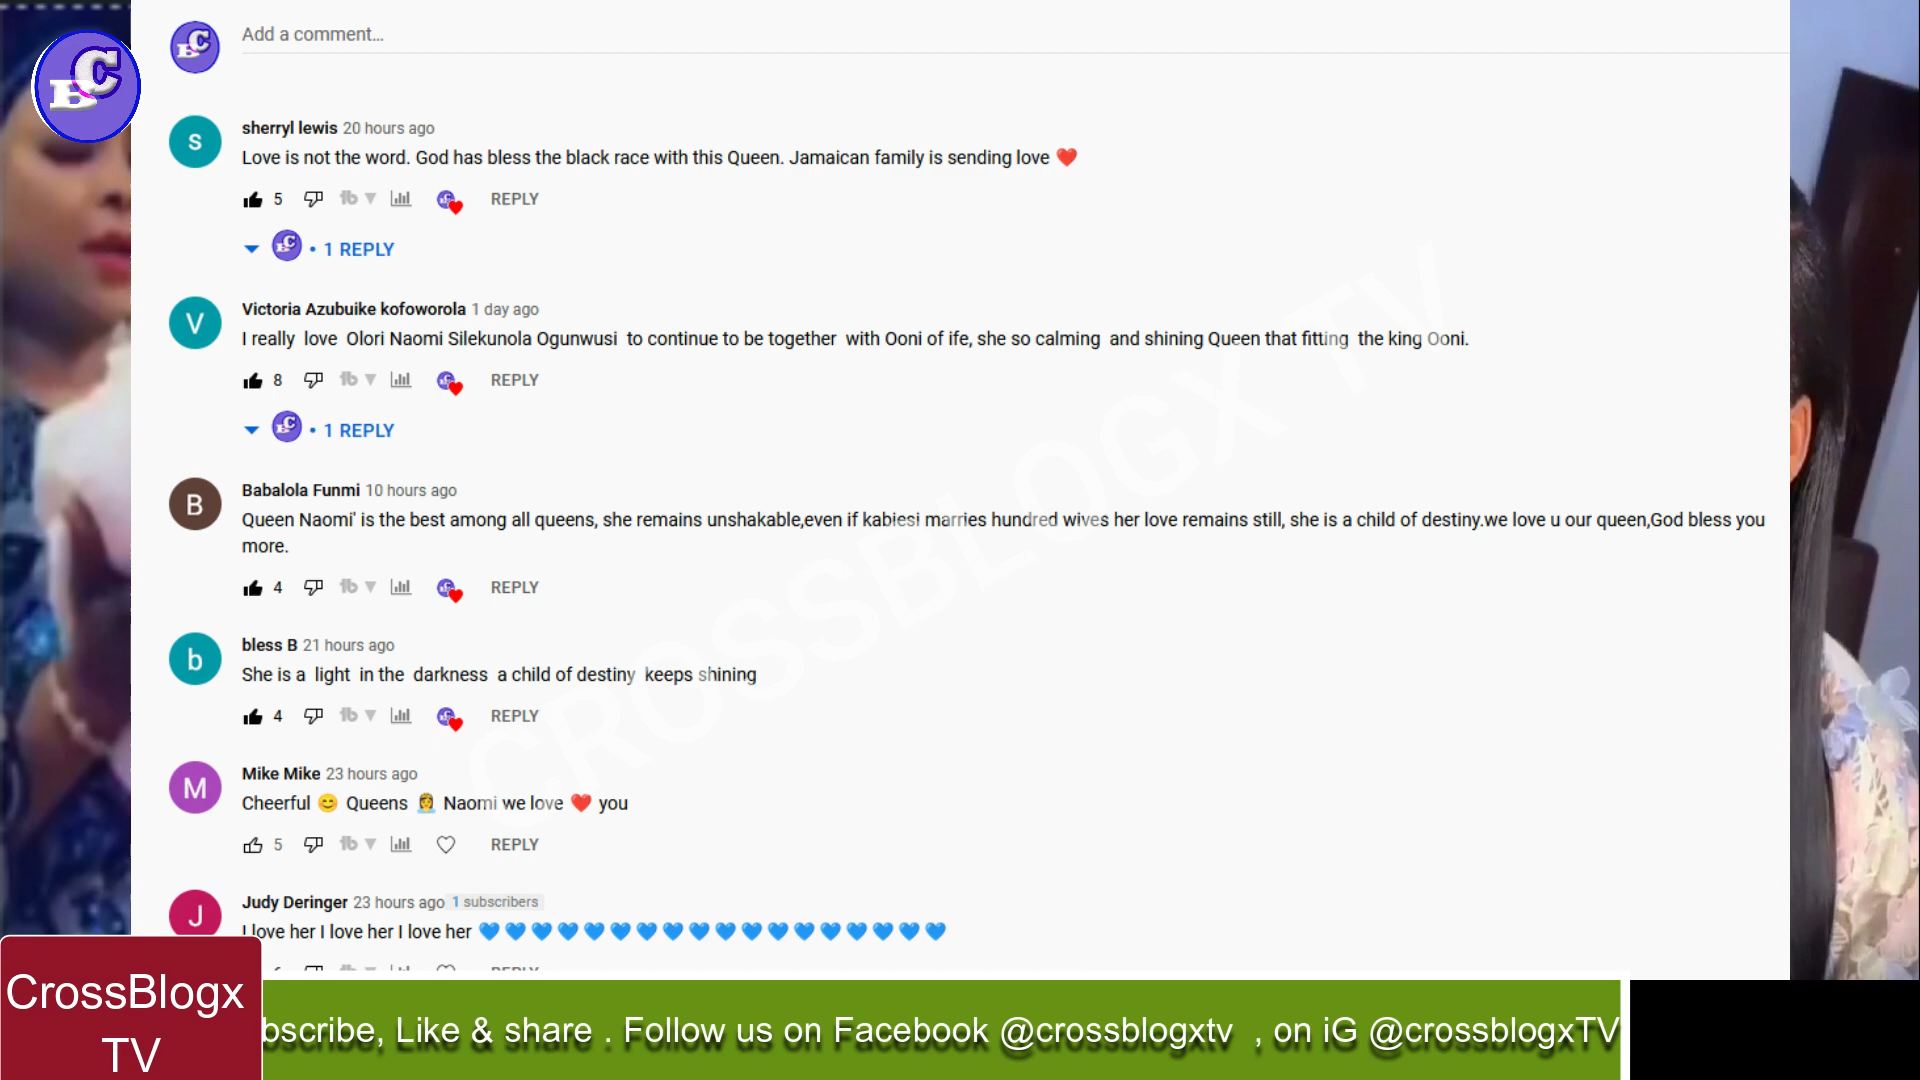 BC
BC
Add a comment...
s
sherryl lewis 20 hours ago
Love is not the word. God has bless the black race with this Queen. Jamaican family is sending love ❤️
5 REPLY
• 1 REPLY
V
Victoria Azubuike kofoworola 1 day ago
I really love Olori Naomi Silekunola Ogunwusi to continue to be together with Ooni of ife, she so calming and shining Queen that fitting the king Ooni.
8 REPLY
• 1 REPLY
B
Babalola Funmi 10 hours ago
Queen Naomi' is the best among all queens, she remains unshakable,even if kabiesi marries hundred wives her love remains still, she is a child of destiny.we love u our queen,God bless you
more.
4 REPLY
b
bless B 21 hours ago
She is a light in the darkness a child of destiny keeps shining
4 REPLY
M
Mike Mike 23 hours ago
Cheerful 😊 Queens 👸 Naomi we love ❤️ you
5 REPLY
J
Judy Deringer 23 hours ago 1 subscribers
I love her I love her I love her 💙💙💙💙💙💙💙💙💙💙💙💙💙💙💙💙💙💙
REPLY
CROSSBLOGX TV
CrossBlogx
TV
bscribe, Like & share . Follow us on Facebook @crossblogxtv , on iG @crossblogxTV